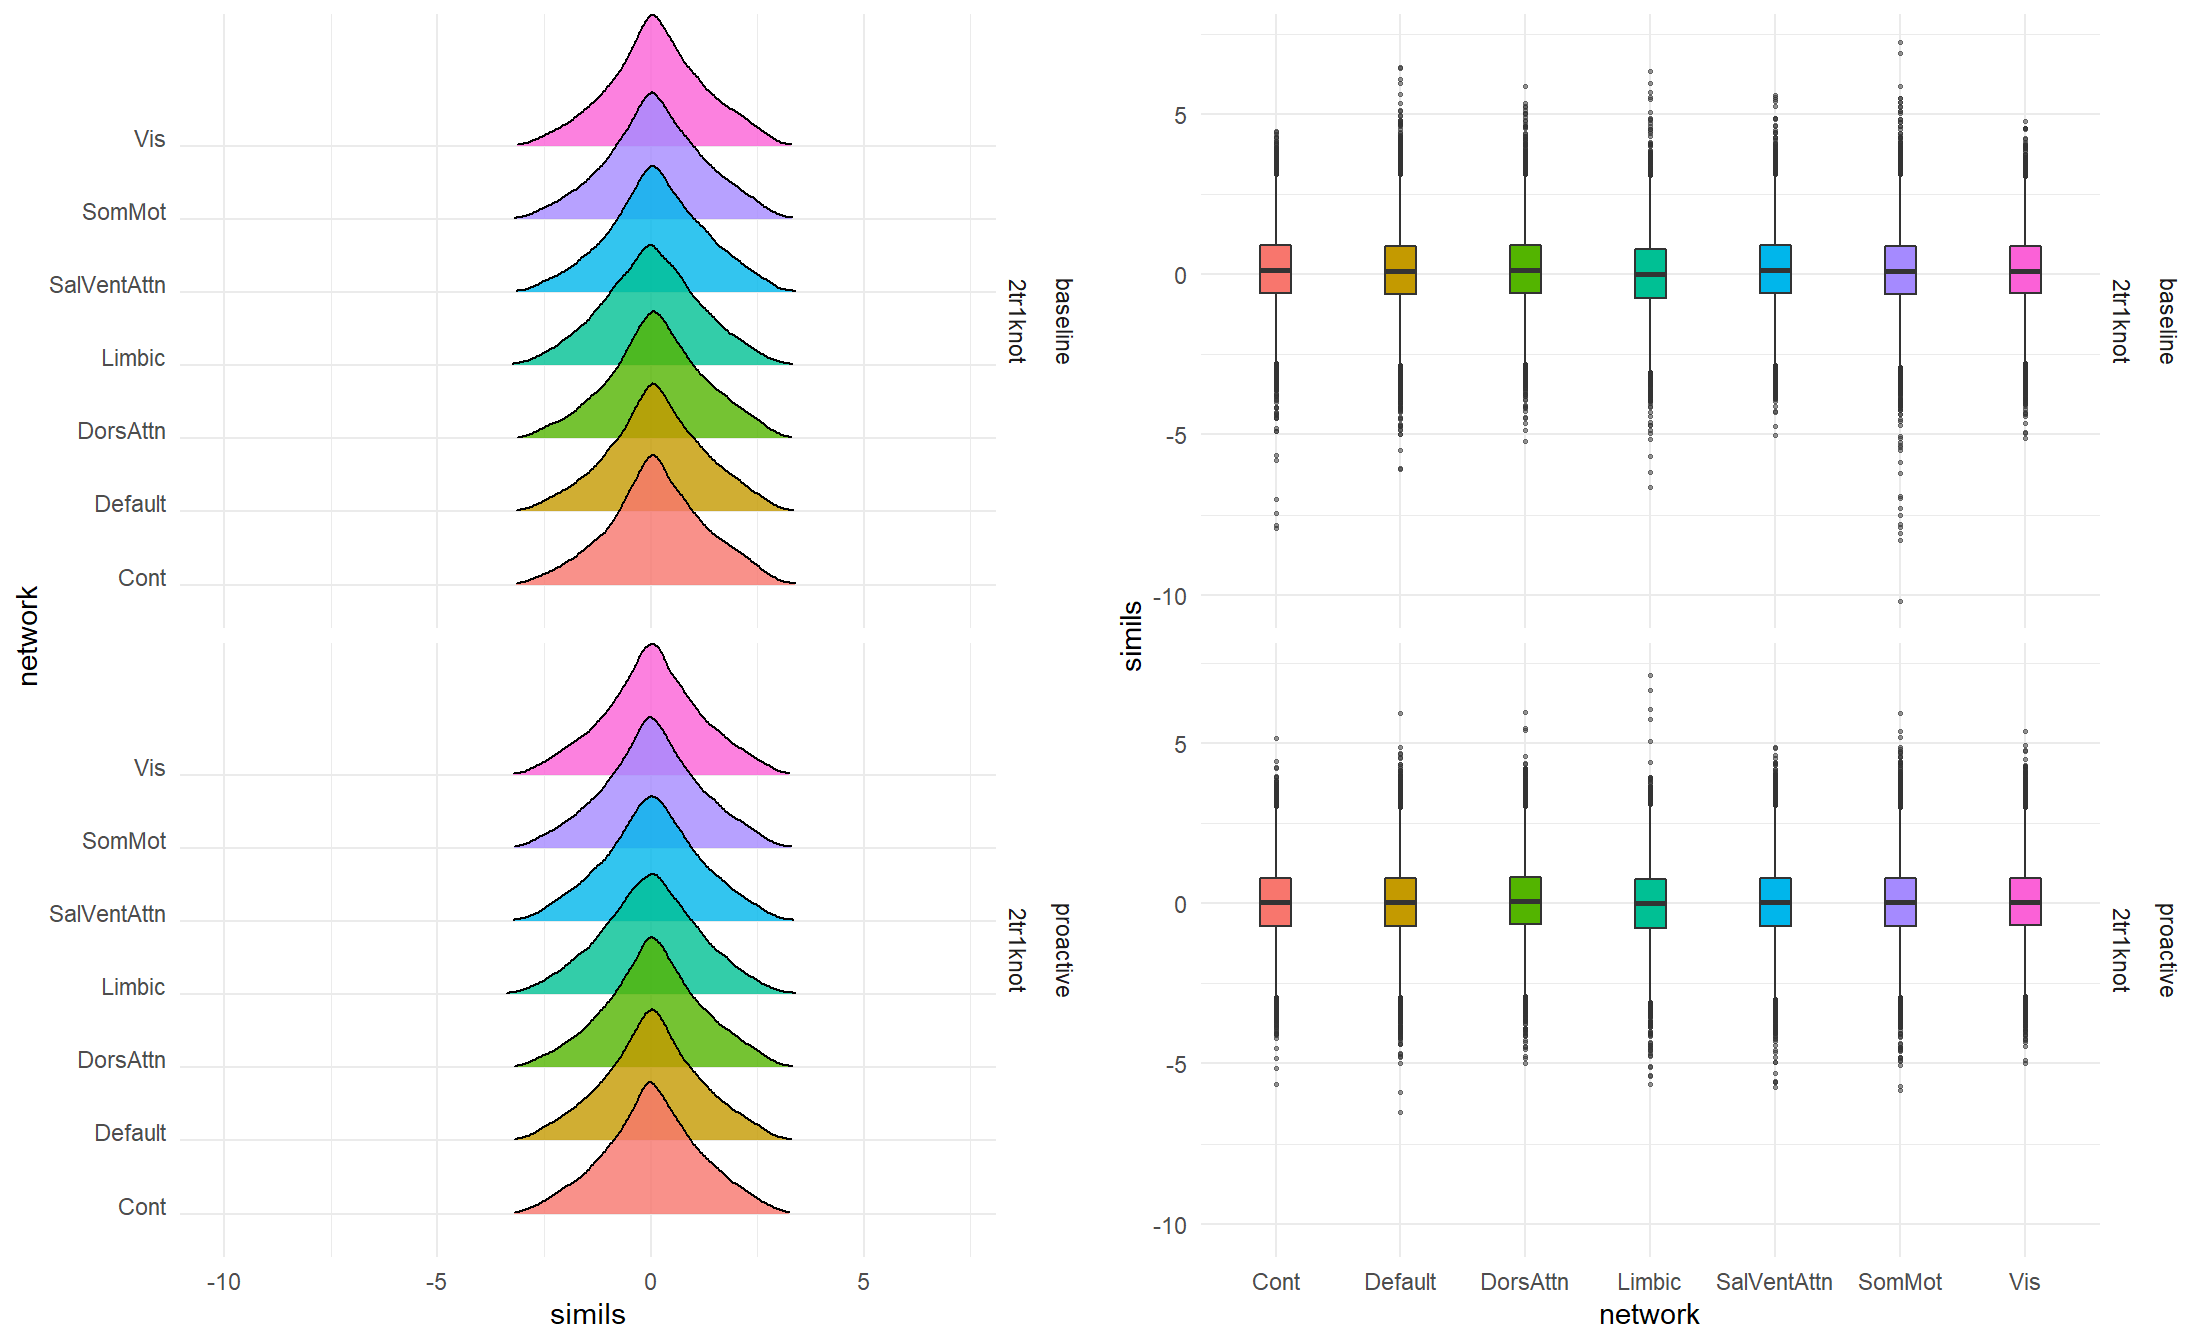 network
Vis
SomMot
SalVentAttn
Limbic
DorsAttn
Default
Cont
baseline
2tr1knot
Vis
SomMot
SalVentAttn
Limbic
DorsAttn
Default
Cont
proactive
2tr1knot
-10 -5 0 5
simils
simils
5
0
-5
-10
baseline
2tr1knot
5
0
-5
-10
proactive
2tr1knot
Cont Default DorsAttn Limbic SalVentAttn SomMot Vis
network